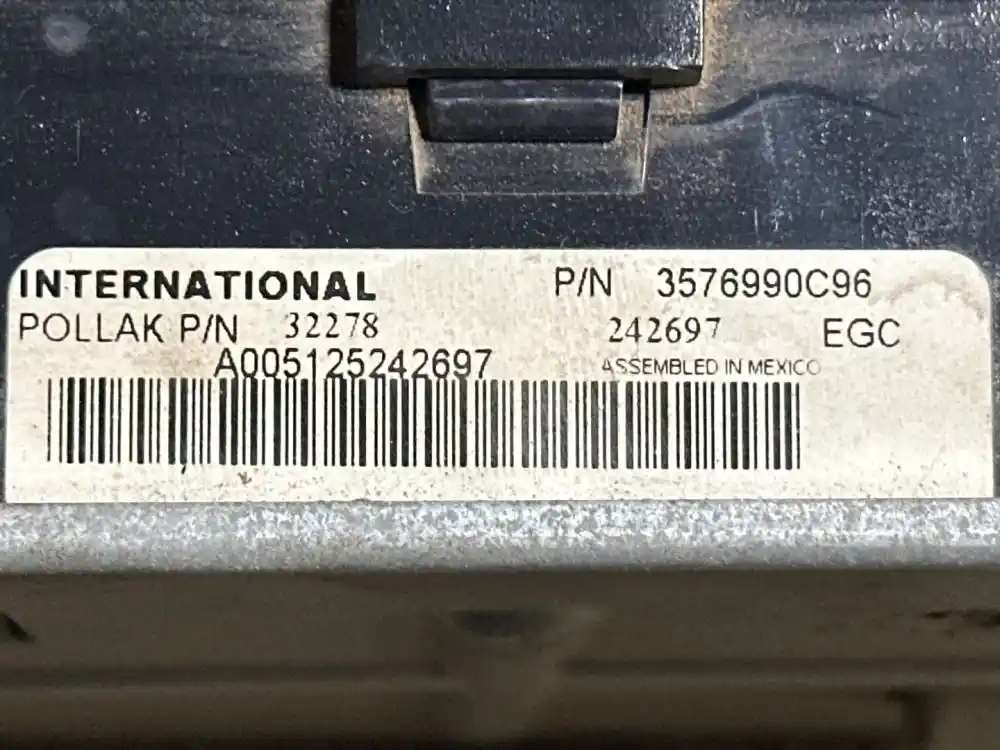 INTERNATIONAL P/N 3576990C96
POLLAK P/N 32278 242697 EGC
A005125242697 ASSEMBLED IN MEXICO